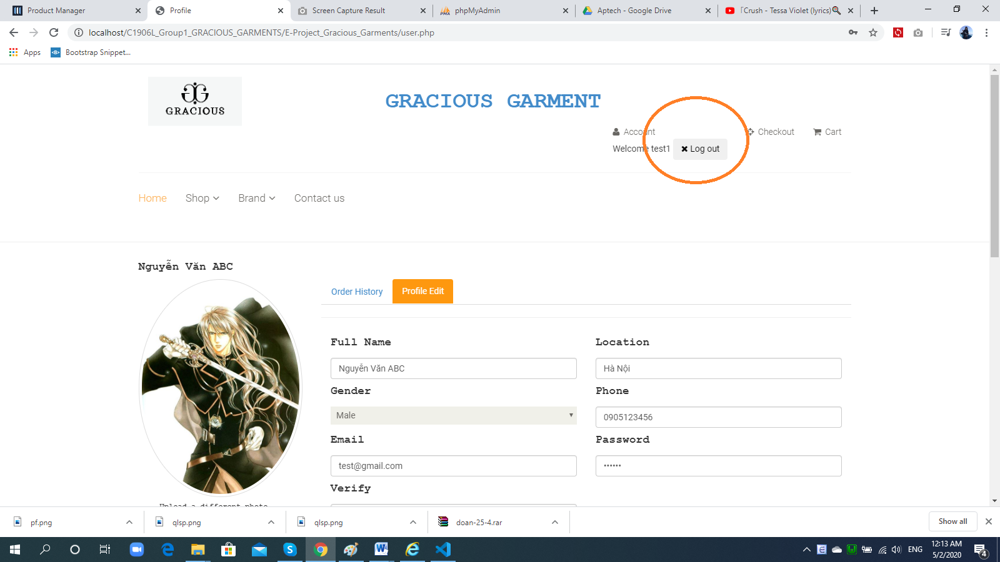 Product Manager
Profile
Screen Capture Result
phpMyAdmin
Aptech - Google Drive
「Crush - Tessa Violet (lyrics)
localhost/C1906L_Group1_GRACIOUS_GARMENTS/E-Project_Gracious_Garments/user.php
Apps
Bootstrap Snippet...
GRACIOUS
GRACIOUS GARMENT
Account
Checkout
Cart
Welcome test1
Log out
Home
Shop
Brand
Contact us
Nguyễn Văn ABC
Order History
Profile Edit
Full Name
Location
Nguyễn Văn ABC
Hà Nội
Gender
Phone
Male
0905123456
Email
Password
test@gmail.com
••••••
Verify
Upload a different photo
pf.png
qlsp.png
qlsp.png
doan-25-4.rar
Show all
ENG
12:13 AM
5/2/2020
4